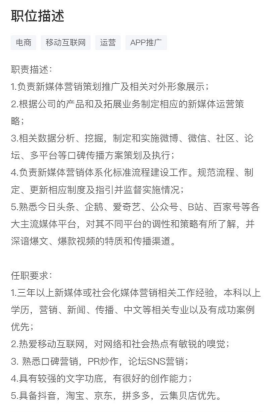 职位描述
电商 移动互联网 运营 APP推广
职责描述：
1.负责新媒体营销策划推广及相关对外形象展示；
2.根据公司的产品和及拓展业务制定相应的新媒体运营策
略；
3.相关数据分析、挖掘，制定和实施微博、微信、社区、论
坛、多平台等口碑传播方案策划及执行；
4.负责新媒体营销体系化标准流程建设工作。规范流程、制
定、更新相应制度及指引并监督实施情况；
5.熟悉今日头条、企鹅、爱奇艺、公众号、B站、百家号等各
大主流媒体平台，对其不同平台的调性和策略有所了解，并
深谙爆文、爆款视频的特质和传播渠道。
任职要求：
1.三年以上新媒体或社会化媒体营销相关工作经验，本科以上
学历，营销、新闻、传播、中文等相关专业以及有成功案例
优先；
2.热爱移动互联网，对网络和社会热点有敏锐的嗅觉；
3. 熟悉口碑营销，PR炒作，论坛SNS营销；
4.具有较强的文字功底，有很好的创作能力；
5.具备抖音，淘宝、京东，拼多多，云集贝店优先。